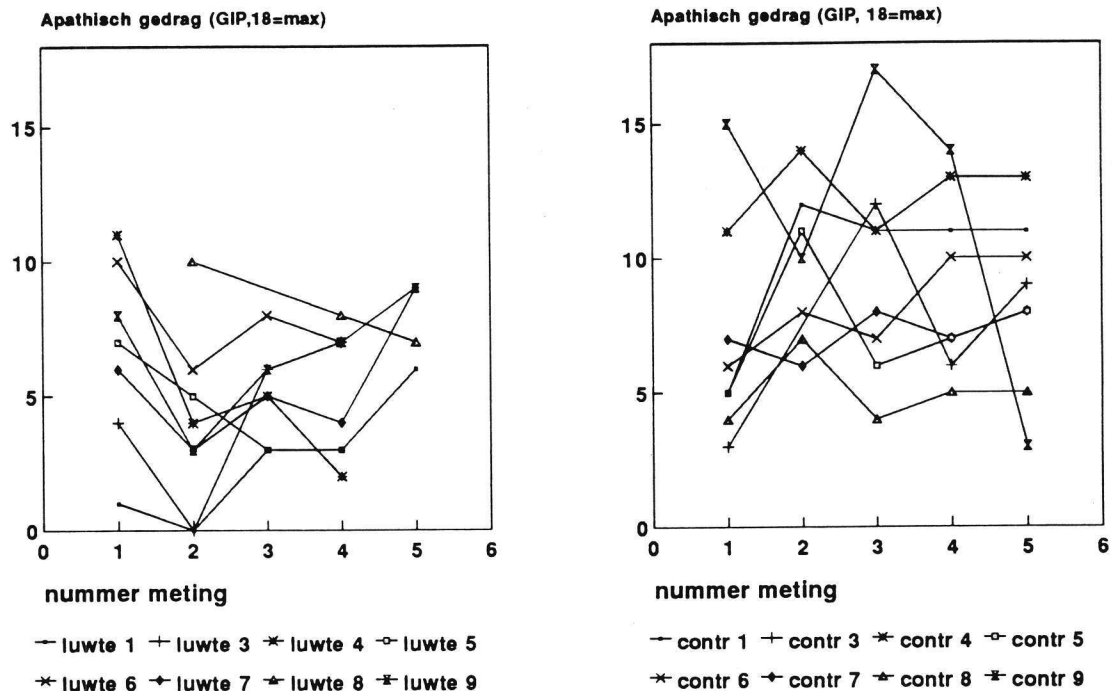 Apathisch gedrag (GIP,18=max)
15
10
5
0
0 1 2 3 4 5 6
nummer meting
luwte 1 luwte 3 luwte 4 luwte 5
luwte 6 luwte 7 luwte 8 luwte 9
Apathisch gedrag (GIP, 18=max)
15
10
5
0
0 1 2 3 4 5 6
nummer meting
contr 1 contr 3 contr 4 contr 5
contr 6 contr 7 contr 8 contr 9